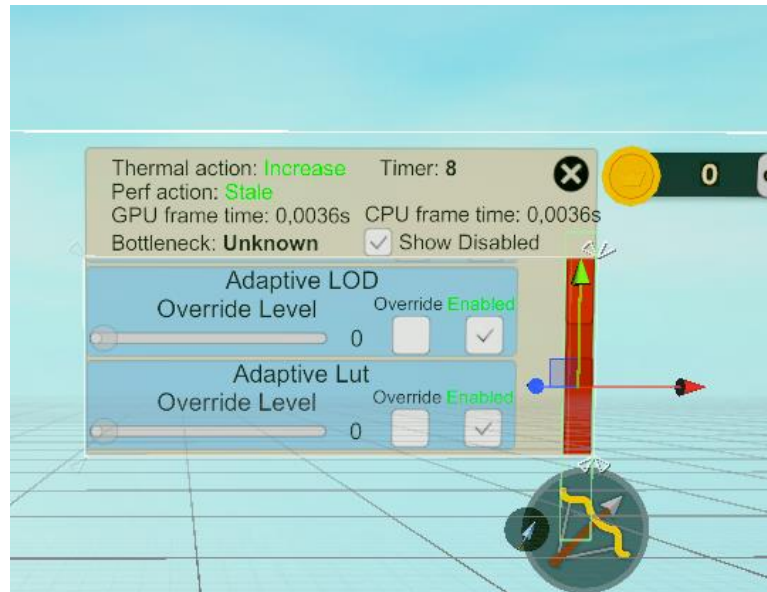 Thermal action: Increase Timer: 8
Perf action: Stale
GPU frame time: 0,0036s CPU frame time: 0,0036s
Bottleneck: Unknown Show Disabled
0
Adaptive LOD
Override Level 0 Override Enabled
Adaptive Lut
Override Level 0 Override Enabled